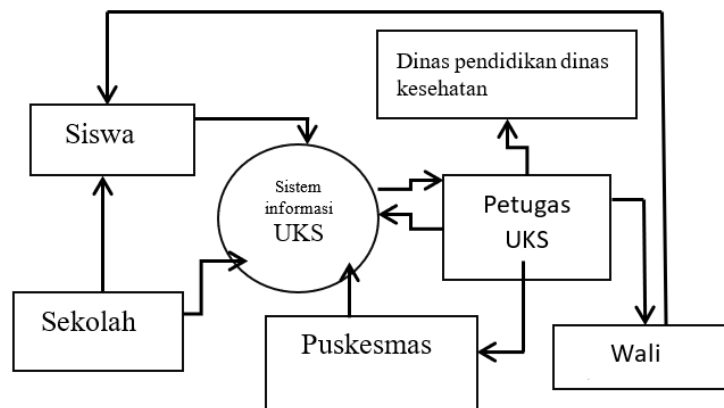 Dinas pendidikan dinas
kesehatan
Siswa
Sistem
informasi
UKS
Petugas
UKS
Sekolah
Puskesmas
Wali